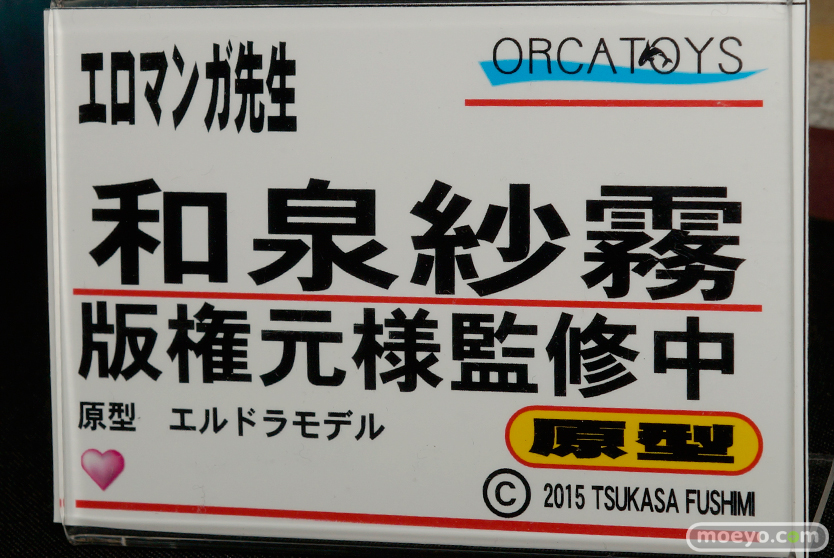 エロマンガ先生
ORCATOYS
和泉紗霧
版権元様監修中
原型　エルドラモデル
原型
© 2015 TSUKASA FUSHIMI
moeyo.com